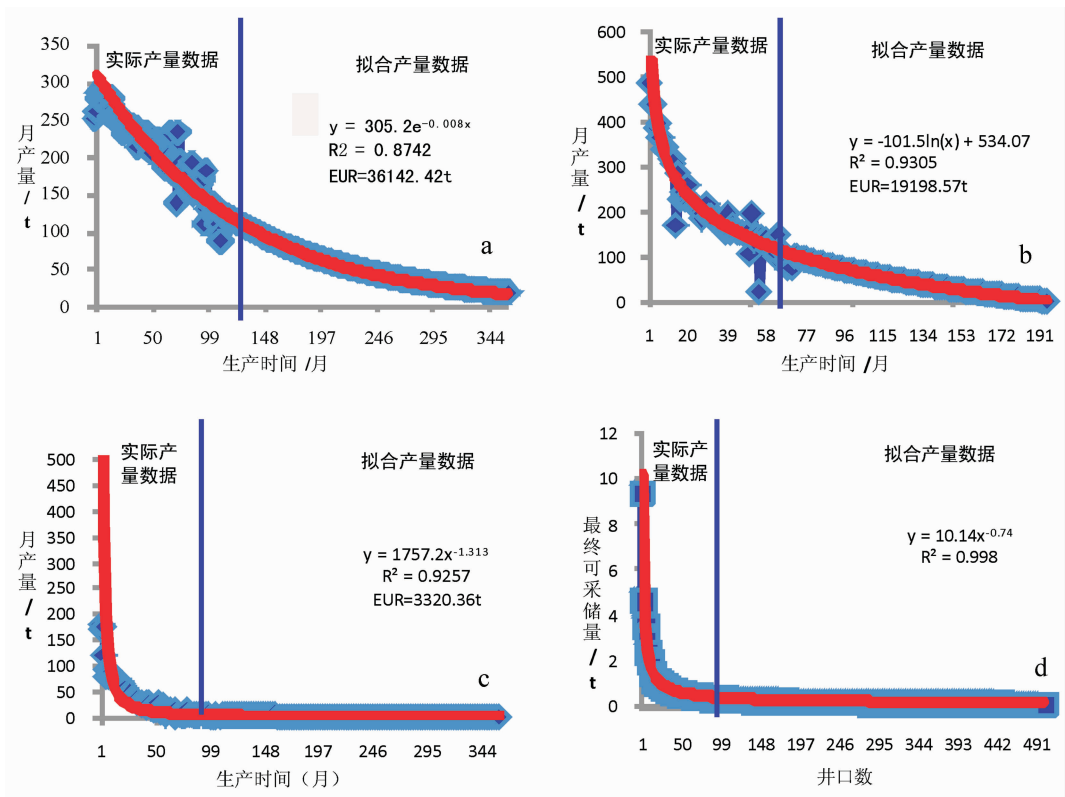 350
300
250
200
150
100
50
0
月产量/t
实际产量数据
拟合产量数据
y = 305.2e-0.008x
R2 = 0.8742
EUR=36142.42t
a
1 50 99 148 197 246 295 344
生产时间 /月
600
500
400
300
200
100
0
月产量/t
实际产量数据
拟合产量数据
y = -101.5ln(x) + 534.07
R² = 0.9305
EUR=19198.57t
b
1 20 39 58 77 96 115 134 153 172 191
生产时间 /月
500
450
400
350
300
250
200
150
100
50
0
月产量/t
实际产
量数据
拟合产量数据
y = 1757.2x-1.313
R² = 0.9257
EUR=3320.36t
c
1 50 99 148 197 246 295 344
生产时间（月）
12
10
8
6
4
2
0
最终可采储量/t
实际产
量数据
拟合产量数据
y = 10.14x-0.74
R² = 0.998
d
1 50 99 148 197 246 295 344 393 442 491
井口数